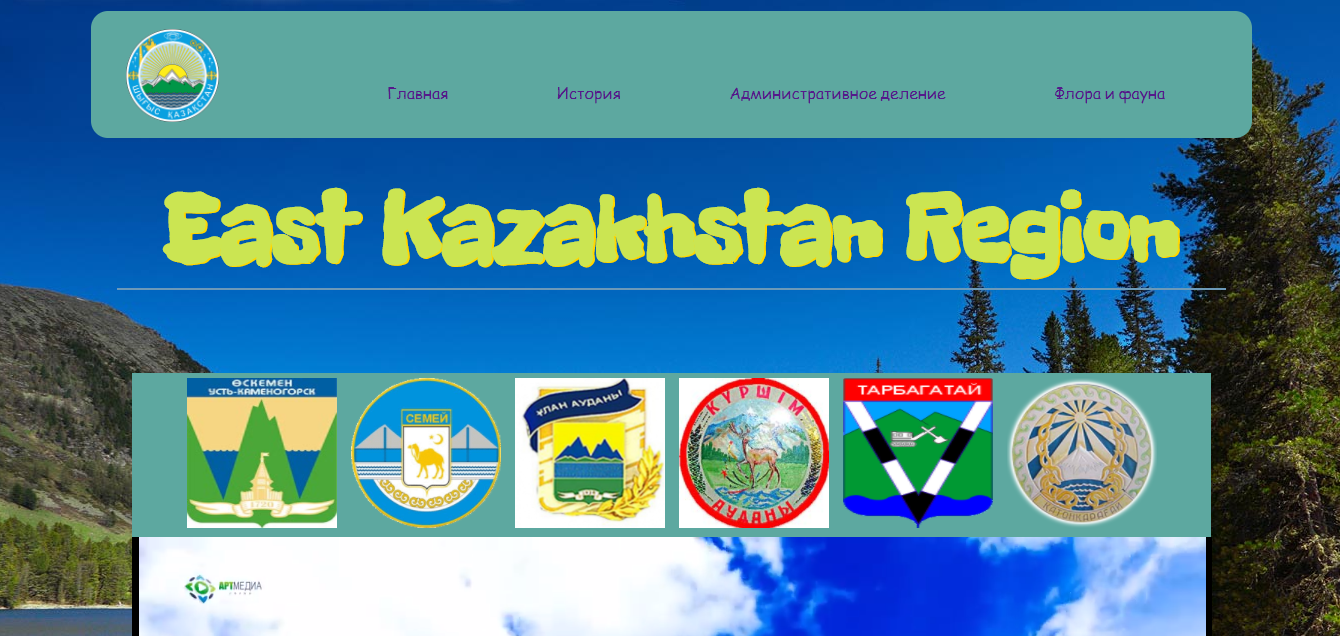 ШЫҒЫС ҚАЗАҚСТАН
Главная История Административное деление Флора и фауна
East Kazakhstan Region
ӨСКЕМЕН
УСТЬ-КАМЕНОГОРСК
СЕМЕЙ
ҰЛАН АУДАНЫ
КҮРШІМ
АУДАНЫ
ТАРБАГАТАЙ
КАТОНҚАРАҒАЙ
АРТМЕДИА